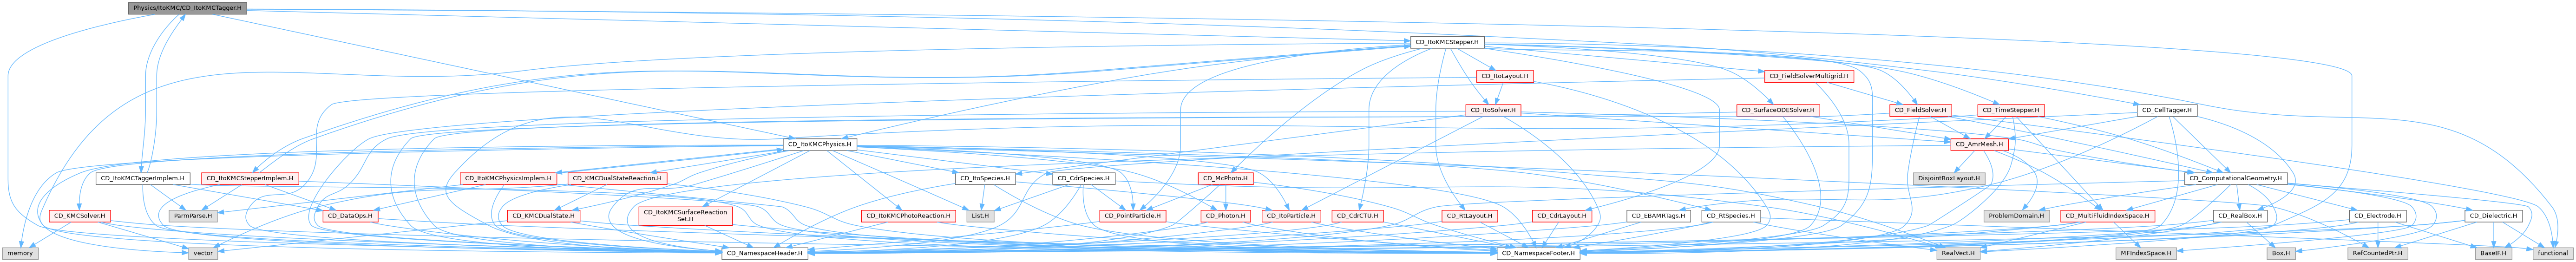 Physics/ItoKMC/CD_ItoKMCTagger.H
CD_ItoKMCStepper.H
CD_ItoLayout.H
CD_FieldSolverMultigrid.H
CD_ItoSolver.H
CD_SurfaceODESolver.H
CD_FieldSolver.H
CD_TimeStepper.H
CD_CellTagger.H
CD_ItoKMCPhysics.H
CD_AmrMesh.H
CD_ItoKMCTaggerImplem.H
CD_ItoKMCStepperImplem.H
CD_ItoKMCPhysicsImplem.H
CD_KMCDualStateReaction.H
CD_ItoSpecies.H
CD_CdrSpecies.H
CD_McPhoto.H
DisjointBoxLayout.H
CD_ComputationalGeometry.H
CD_KMCSolver.H
ParmParse.H
CD_DataOps.H
CD_KMCDualState.H
CD_ItoKMCSurfaceReaction
Set.H
CD_ItoKMCPhotoReaction.H
List.H
CD_PointParticle.H
CD_Photon.H
CD_ItoParticle.H
CD_CdrCTU.H
CD_RtLayout.H
CD_CdrLayout.H
CD_EBAMRTags.H
CD_RtSpecies.H
ProblemDomain.H
CD_MultiFluidIndexSpace.H
CD_RealBox.H
CD_Electrode.H
CD_Dielectric.H
memory
vector
CD_NamespaceHeader.H
CD_NamespaceFooter.H
RealVect.H
MFIndexSpace.H
Box.H
RefCountedPtr.H
BaseIF.H
functional